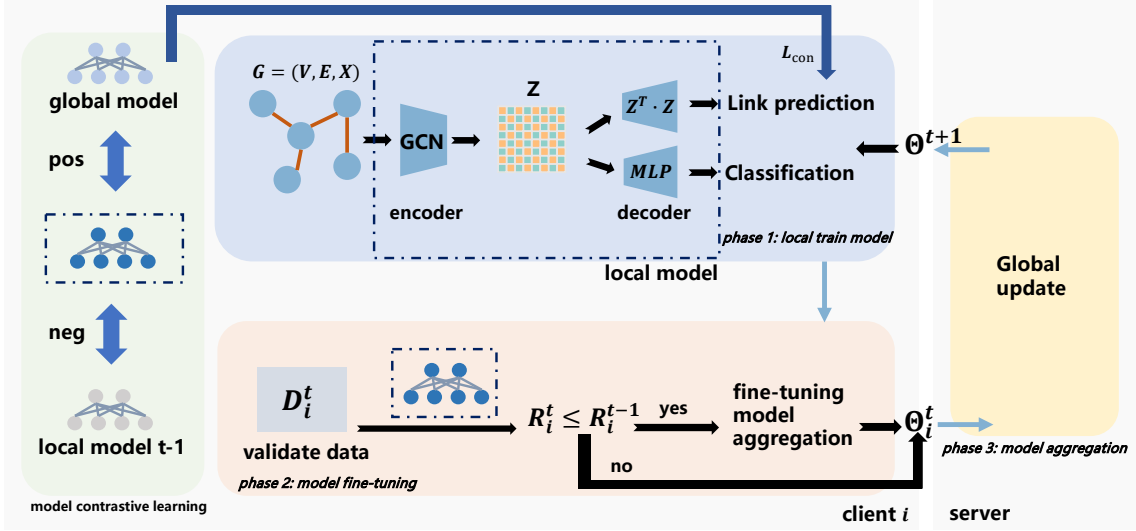 global model
pos
neg
local model t-1
model contrastive learning
G = (V, E, X)
GCN
encoder
Z
Z^T · Z
MLP
decoder
L_con
Link prediction
Classification
phase 1: local train model
local model
Θ^{t+1}
Global
update
D_i^t
validate data
phase 2: model fine-tuning
R_i^t ≤ R_i^{t-1}
yes
no
fine-tuning
model
aggregation
Θ_i^t
phase 3: model aggregation
client i
server